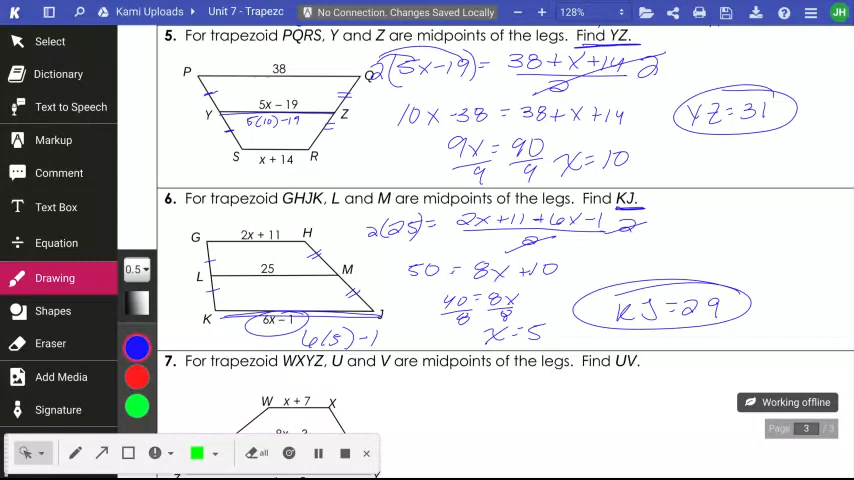 Kami Uploads > Unit 7 - Trapezc
No Connection. Changes Saved Locally
128%
JH
Select
Dictionary
Text to Speech
Markup
Comment
Text Box
Equation
Drawing
Shapes
Eraser
Add Media
Signature
0.5
5. For trapezoid PQRS, Y and Z are midpoints of the legs. Find YZ.
P 38 Q
2(5x-19) = 38+x+14 2
2
Y 5x – 19 Z
5(10)-19
10x-38 = 38+x+14
YZ=31
S x + 14 R
9x = 90
9 9
x=10
6. For trapezoid GHJK, L and M are midpoints of the legs. Find KJ.
G 2x + 11 H
2(25) = 2x+11+6x-1 2
2
L 25 M
50 = 8x+10
40 = 8x
8 8
x=5
KJ=29
K 6x – 1 J
6(5)-1
7. For trapezoid WXYZ, U and V are midpoints of the legs. Find UV.
W x + 7 X
Working offline
Page 3 / 3
all